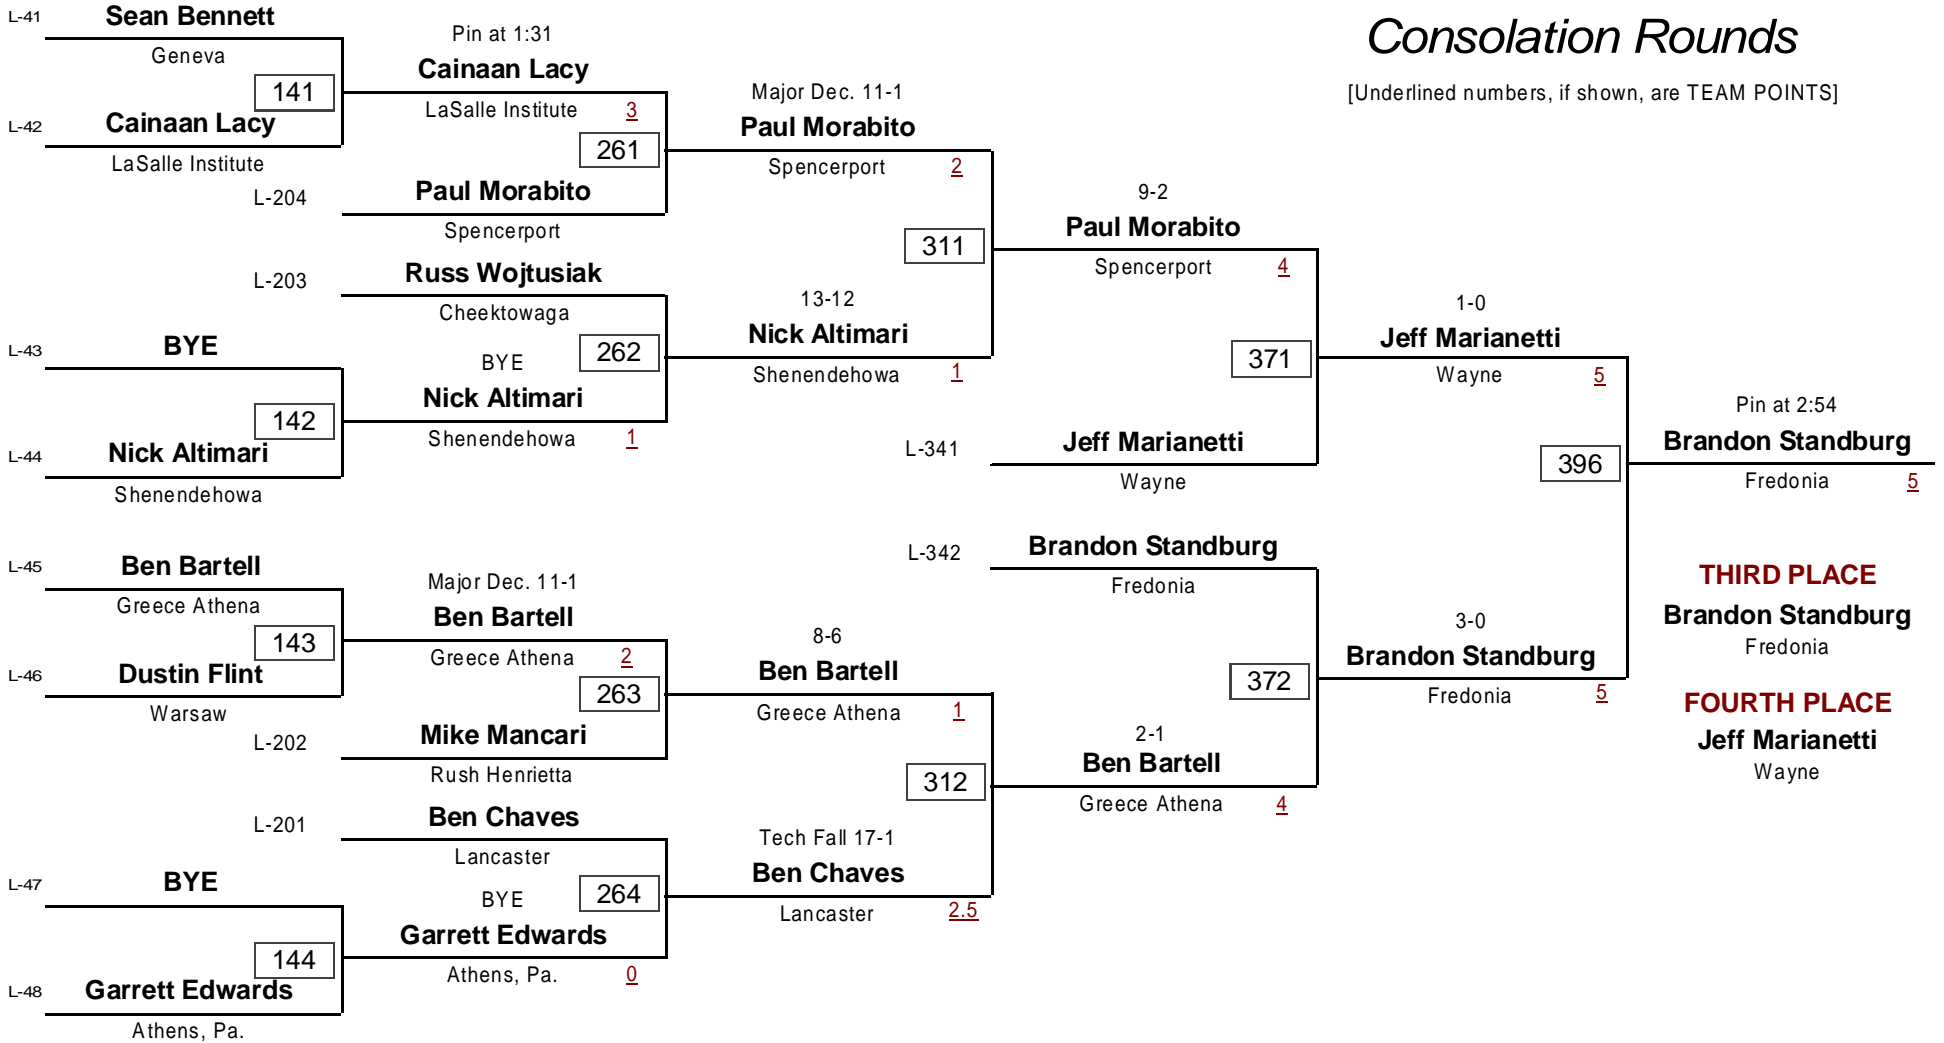 Consolation Rounds
[Underlined numbers, if shown, are TEAM POINTS]
L-41
Sean Bennett
Geneva
141
L-42
Cainaan Lacy
LaSalle Institute
Pin at 1:31
Cainaan Lacy
LaSalle Institute 3
261
L-204
Paul Morabito
Spencerport
L-203
Russ Wojtusiak
Cheektowaga
262
L-43
BYE
142
L-44
Nick Altimari
Shenendehowa
BYE
Nick Altimari
Shenendehowa 1
Major Dec. 11-1
Paul Morabito
Spencerport 2
311
13-12
Nick Altimari
Shenendehowa 1
9-2
Paul Morabito
Spencerport 4
371
L-341
Jeff Marianetti
Wayne
1-0
Jeff Marianetti
Wayne 5
396
L-45
Ben Bartell
Greece Athena
143
L-46
Dustin Flint
Warsaw
Major Dec. 11-1
Ben Bartell
Greece Athena 2
263
L-202
Mike Mancari
Rush Henrietta
L-201
Ben Chaves
Lancaster
264
L-47
BYE
144
L-48
Garrett Edwards
Athens, Pa.
BYE
Garrett Edwards
Athens, Pa. 0
8-6
Ben Bartell
Greece Athena 1
312
Tech Fall 17-1
Ben Chaves
Lancaster 2.5
L-342
Brandon Standburg
Fredonia
372
2-1
Ben Bartell
Greece Athena 4
3-0
Brandon Standburg
Fredonia 5
Pin at 2:54
Brandon Standburg
Fredonia 5
THIRD PLACE
Brandon Standburg
Fredonia
FOURTH PLACE
Jeff Marianetti
Wayne